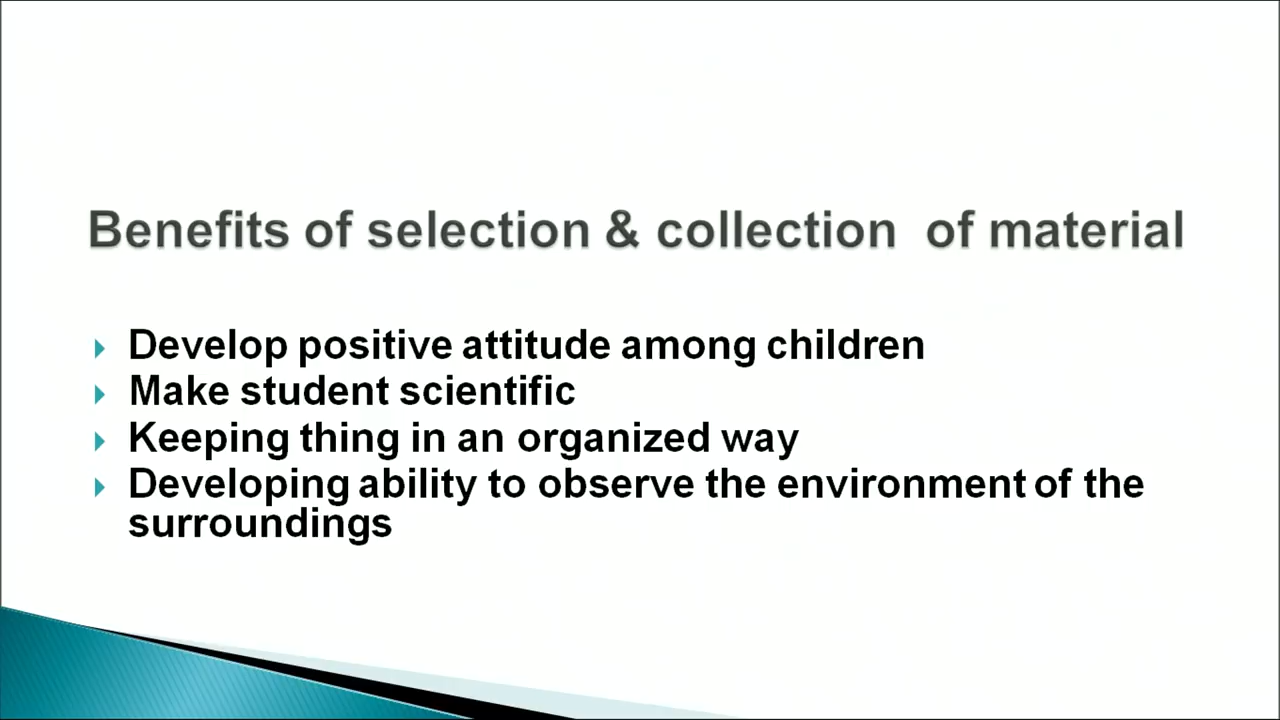 Benefits of selection & collection of material
Develop positive attitude among children
Make student scientific
Keeping thing in an organized way
Developing ability to observe the environment of the
surroundings